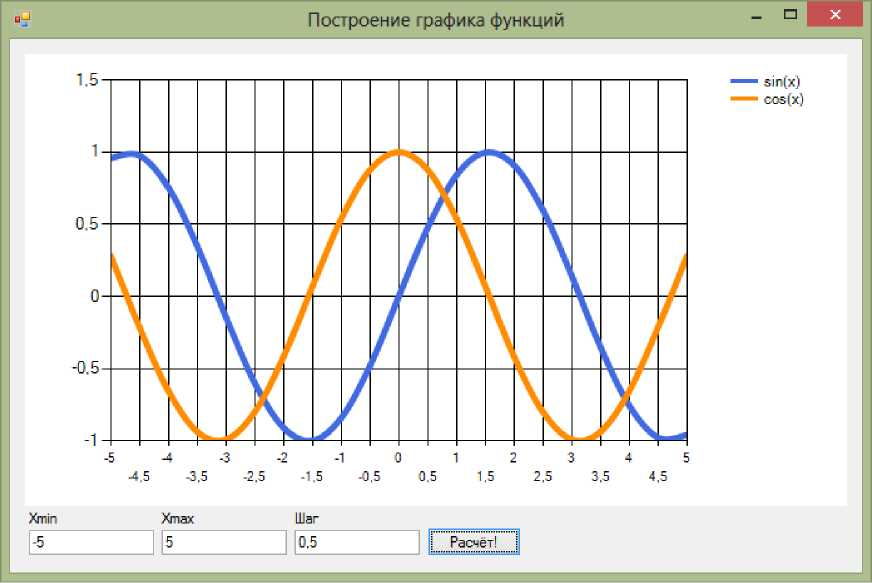 Построение графика функций
1,5
1
0,5
0
-0,5
-1
sin(x)
cos(x)
-5 -4 -3 -2 -1 0 1 2 3 4 5
-4,5 -3,5 -2,5 -1,5 -0,5 0,5 1,5 2,5 3,5 4,5
Xmin Xmax Шаг
-5 5 0,5 Расчёт!